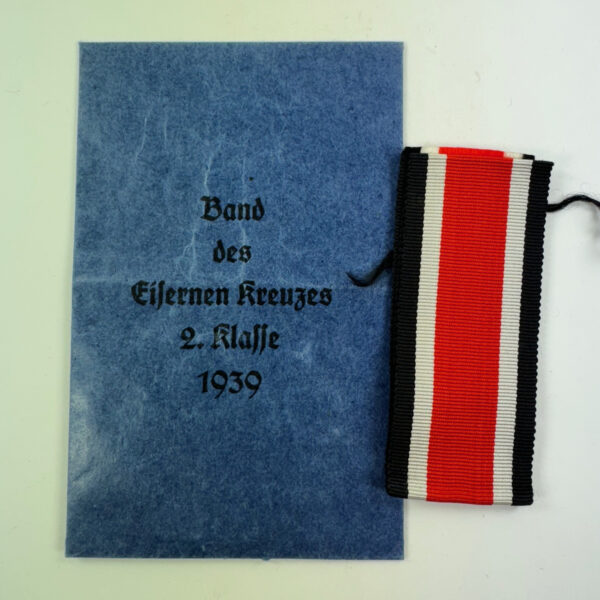 Band
des
Eisernen Kreuzes
2. Klasse
1939